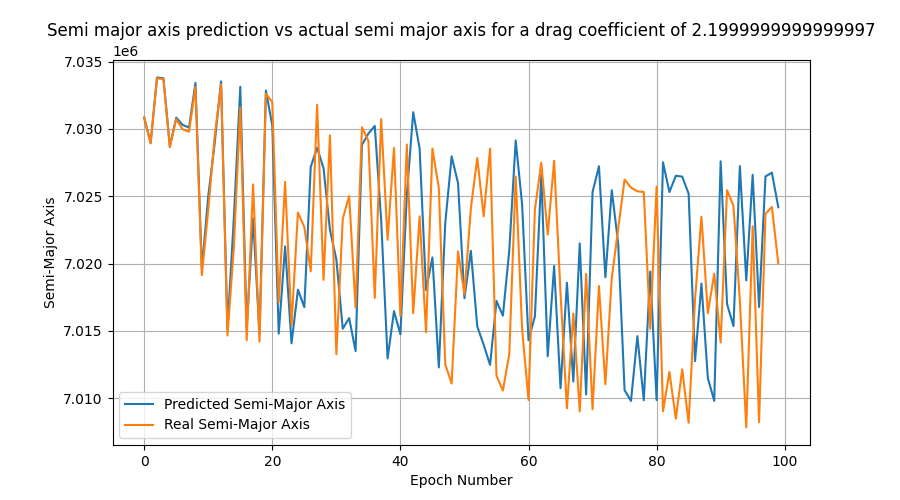 Semi major axis prediction vs actual semi major axis for a drag coefficient of 2.1999999999999997
1e6
7.035
7.030
7.025
7.020
7.015
7.010
Semi-Major Axis
Predicted Semi-Major Axis
Real Semi-Major Axis
0 20 40 60 80 100
Epoch Number